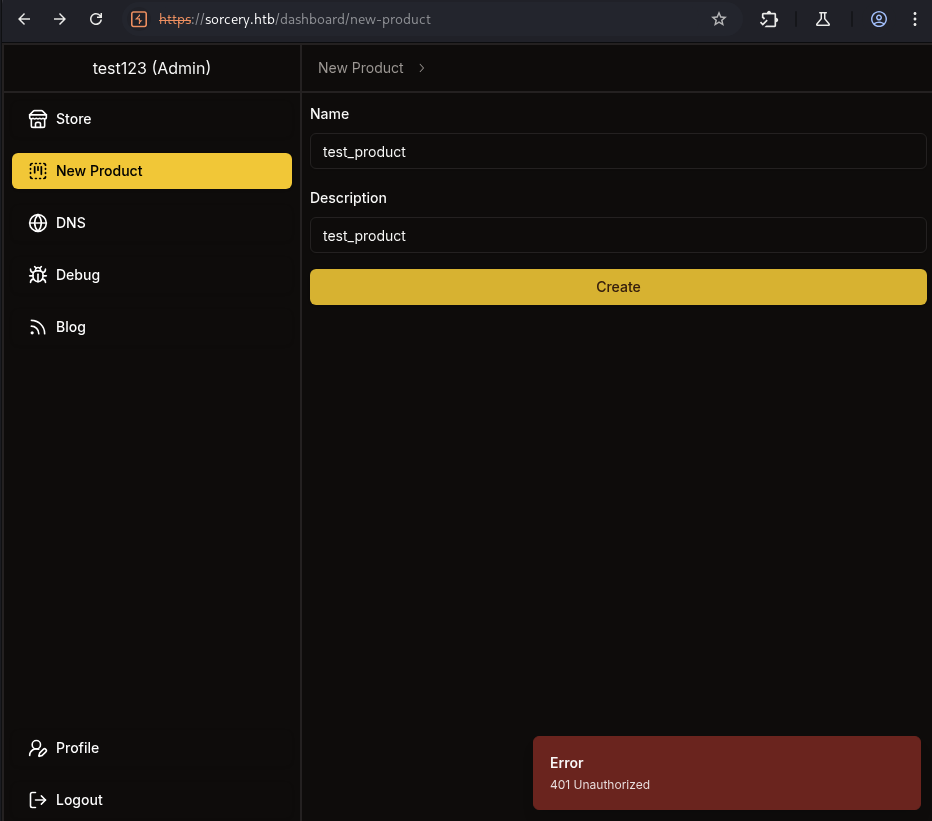 https://sorcery.htb/dashboard/new-product
test123 (Admin)
New Product
Store
New Product
DNS
Debug
Blog
Profile
Logout
Name
test_product
Description
test_product
Create
Error
401 Unauthorized